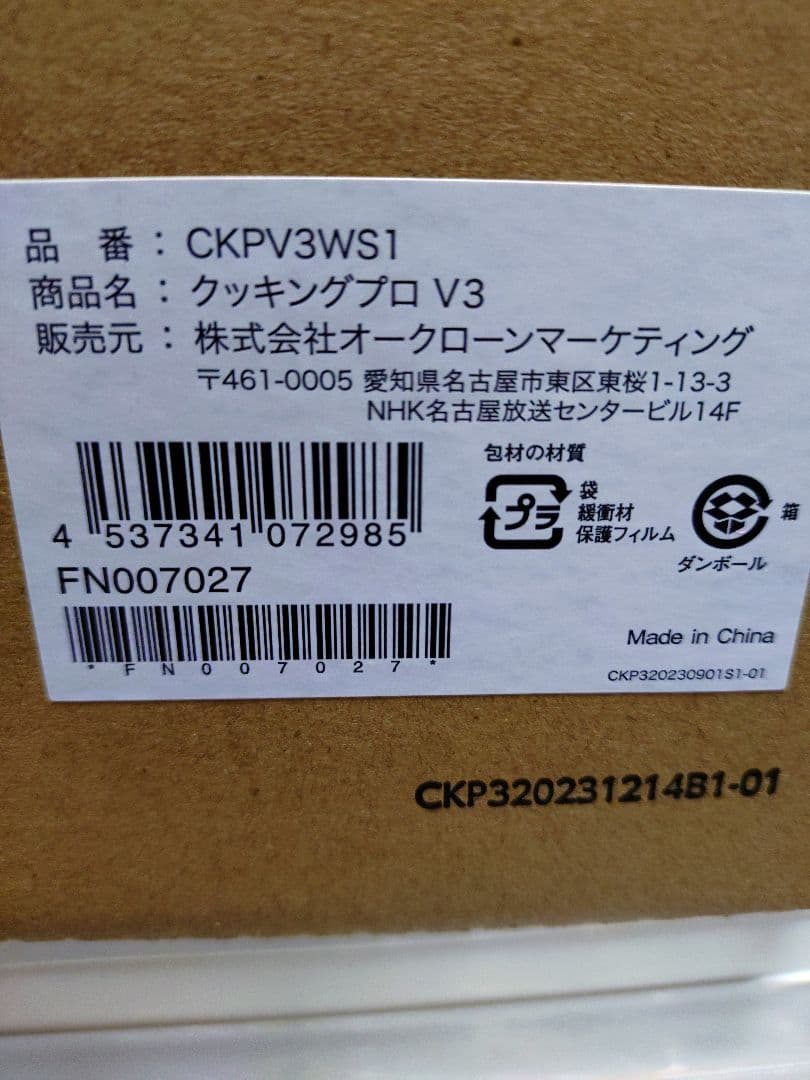 品 番 : CKPV3WS1
商品名 : クッキングプロ V3
販売元 : 株式会社オークローンマーケティング
〒461-0005 愛知県名古屋市東区東桜1-13-3
NHK名古屋放送センタービル14F
包材の材質
プラ
袋
緩衝材
保護フィルム
箱
ダンボール
4 537341 072985
FN007027
*FN007027*
Made in China
CKP320230901S1-01
CKP320231214B1-01